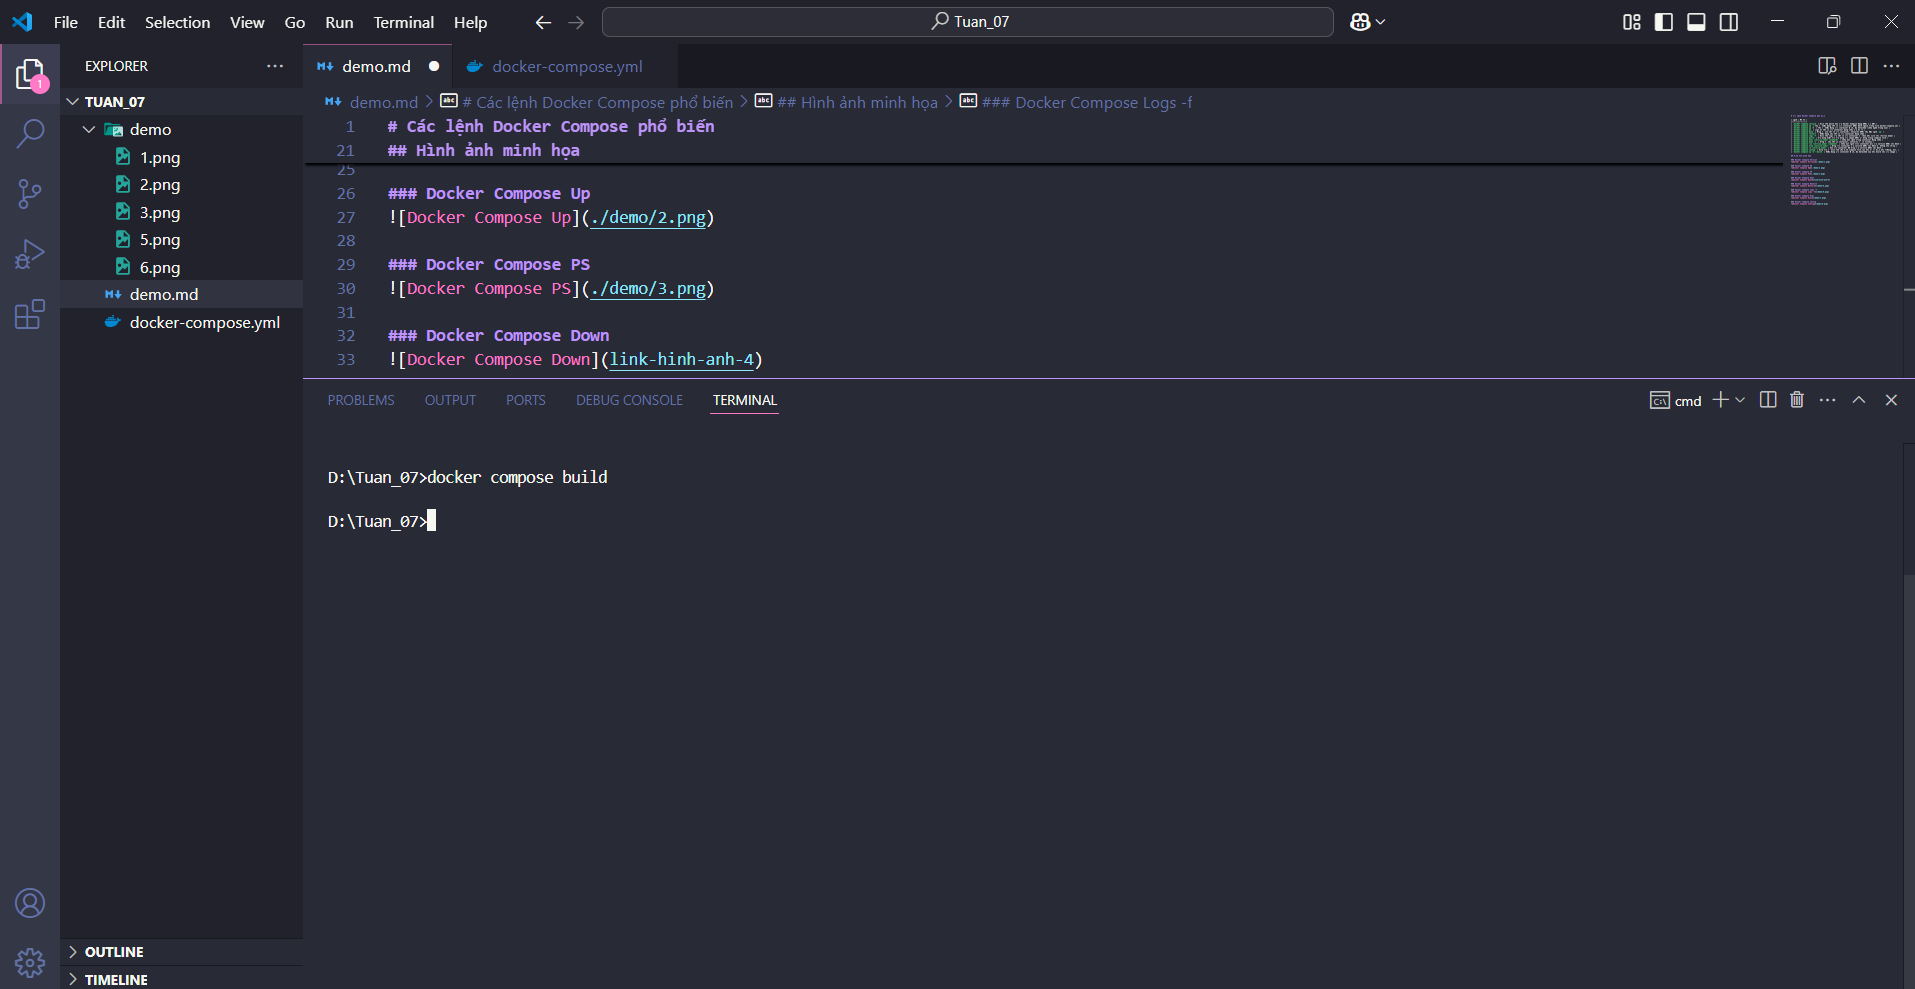 File Edit Selection View Go Run Terminal Help
Tuan_07
EXPLORER
TUAN_07
demo
1.png
2.png
3.png
5.png
6.png
demo.md
docker-compose.yml
OUTLINE
TIMELINE
1
demo.md
docker-compose.yml
demo.md > # Các lệnh Docker Compose phổ biến > ## Hình ảnh minh họa > ### Docker Compose Logs -f
1 # Các lệnh Docker Compose phổ biến
21 ## Hình ảnh minh họa
25
26 ### Docker Compose Up
27 ![Docker Compose Up](./demo/2.png)
28
29 ### Docker Compose PS
30 ![Docker Compose PS](./demo/3.png)
31
32 ### Docker Compose Down
33 ![Docker Compose Down](link-hinh-anh-4)
PROBLEMS OUTPUT PORTS DEBUG CONSOLE TERMINAL
cmd
D:\Tuan_07>docker compose build
D:\Tuan_07>